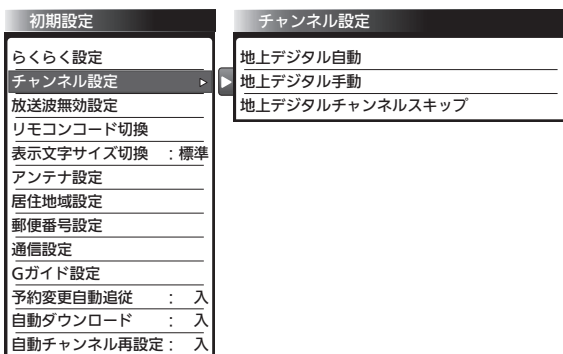 初期設定
らくらく設定
チャンネル設定
放送波無効設定
リモコンコード切換
表示文字サイズ切換 ：標準
アンテナ設定
居住地域設定
郵便番号設定
通信設定
Gガイド設定
予約変更自動追従 ： 入
自動ダウンロード ： 入
自動チャンネル再設定： 入
チャンネル設定
地上デジタル自動
地上デジタル手動
地上デジタルチャンネルスキップ